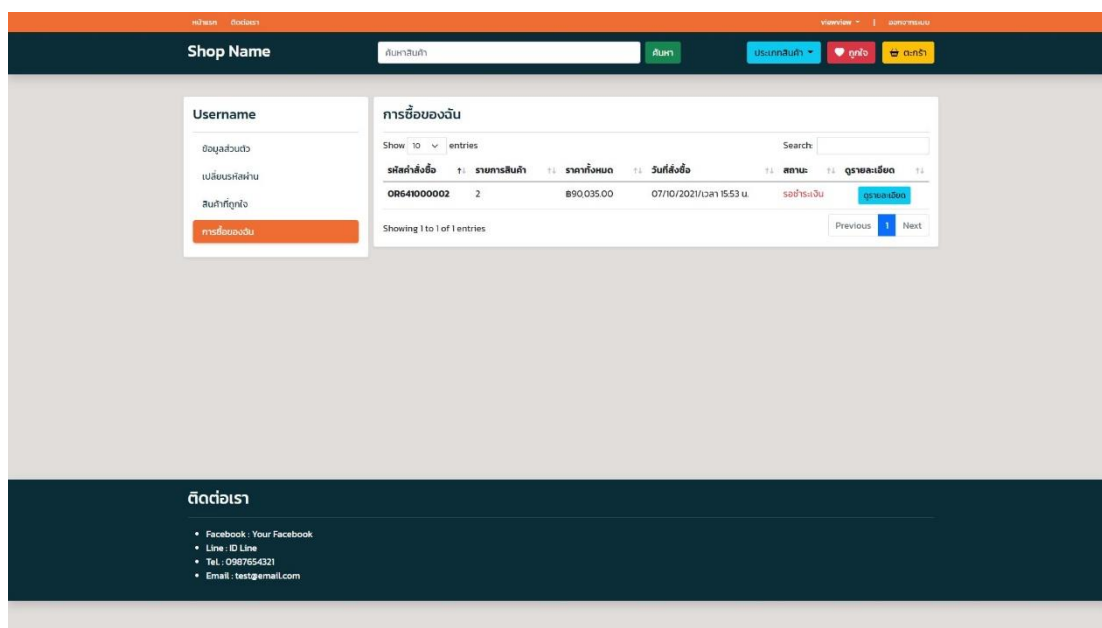 หน้าแรก ติดต่อเรา viewview | ออกจากระบบ
Shop Name ค้นหาสินค้า ค้นหา ประเภทสินค้า ถูกใจ ตะกร้า
Username
ข้อมูลส่วนตัว
เปลี่ยนรหัสผ่าน
สินค้าที่ถูกใจ
การซื้อของฉัน
การซื้อของฉัน
Show 10 entries Search:
รหัสคำสั่งซื้อ รายการสินค้า ราคาทั้งหมด วันที่สั่งซื้อ สถานะ ดูรายละเอียด
OR641000002 2 ฿90,035.00 07/10/2021/เวลา 15:53 น. รอชำระเงิน ดูรายละเอียด
Showing 1 to 1 of 1 entries Previous 1 Next
ติดต่อเรา
• Facebook : Your Facebook
• Line : ID Line
• Tel. : 0987654321
• Email : test@email.com